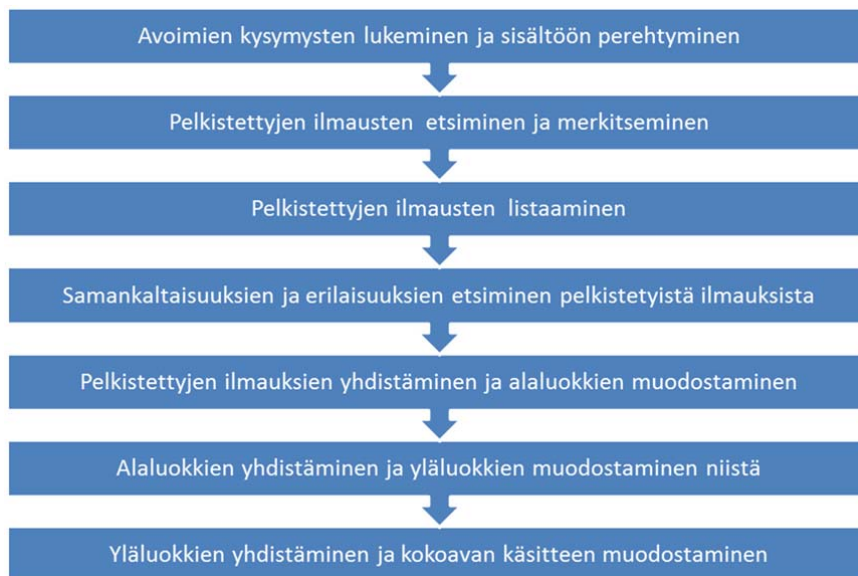 Avoimien kysymysten lukeminen ja sisältöön perehtyminen
Pelkistettyjen ilmausten etsiminen ja merkitseminen
Pelkistettyjen ilmausten listaaminen
Samankaltaisuuksien ja erilaisuuksien etsiminen pelkistetyistä ilmauksista
Pelkistettyjen ilmauksien yhdistäminen ja alaluokkien muodostaminen
Alaluokkien yhdistäminen ja yläluokkien muodostaminen niistä
Yläluokkien yhdistäminen ja kokoavan käsitteen muodostaminen